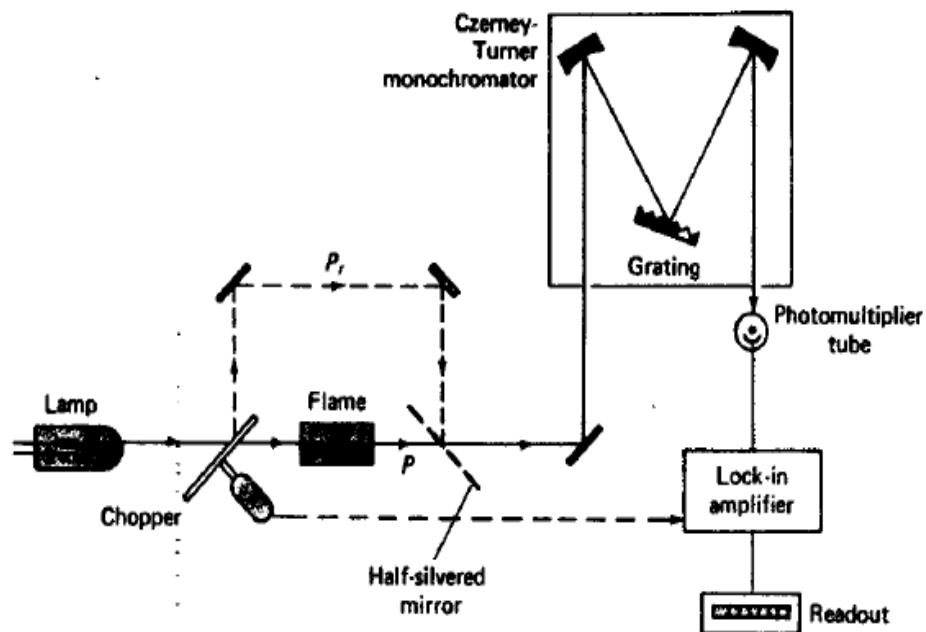 Czerney-
Turner
monochromator
Grating
Pr
Photomultiplier
tube
Lamp
Flame
P
Lock-in
amplifier
Chopper
Half-silvered
mirror
Readout